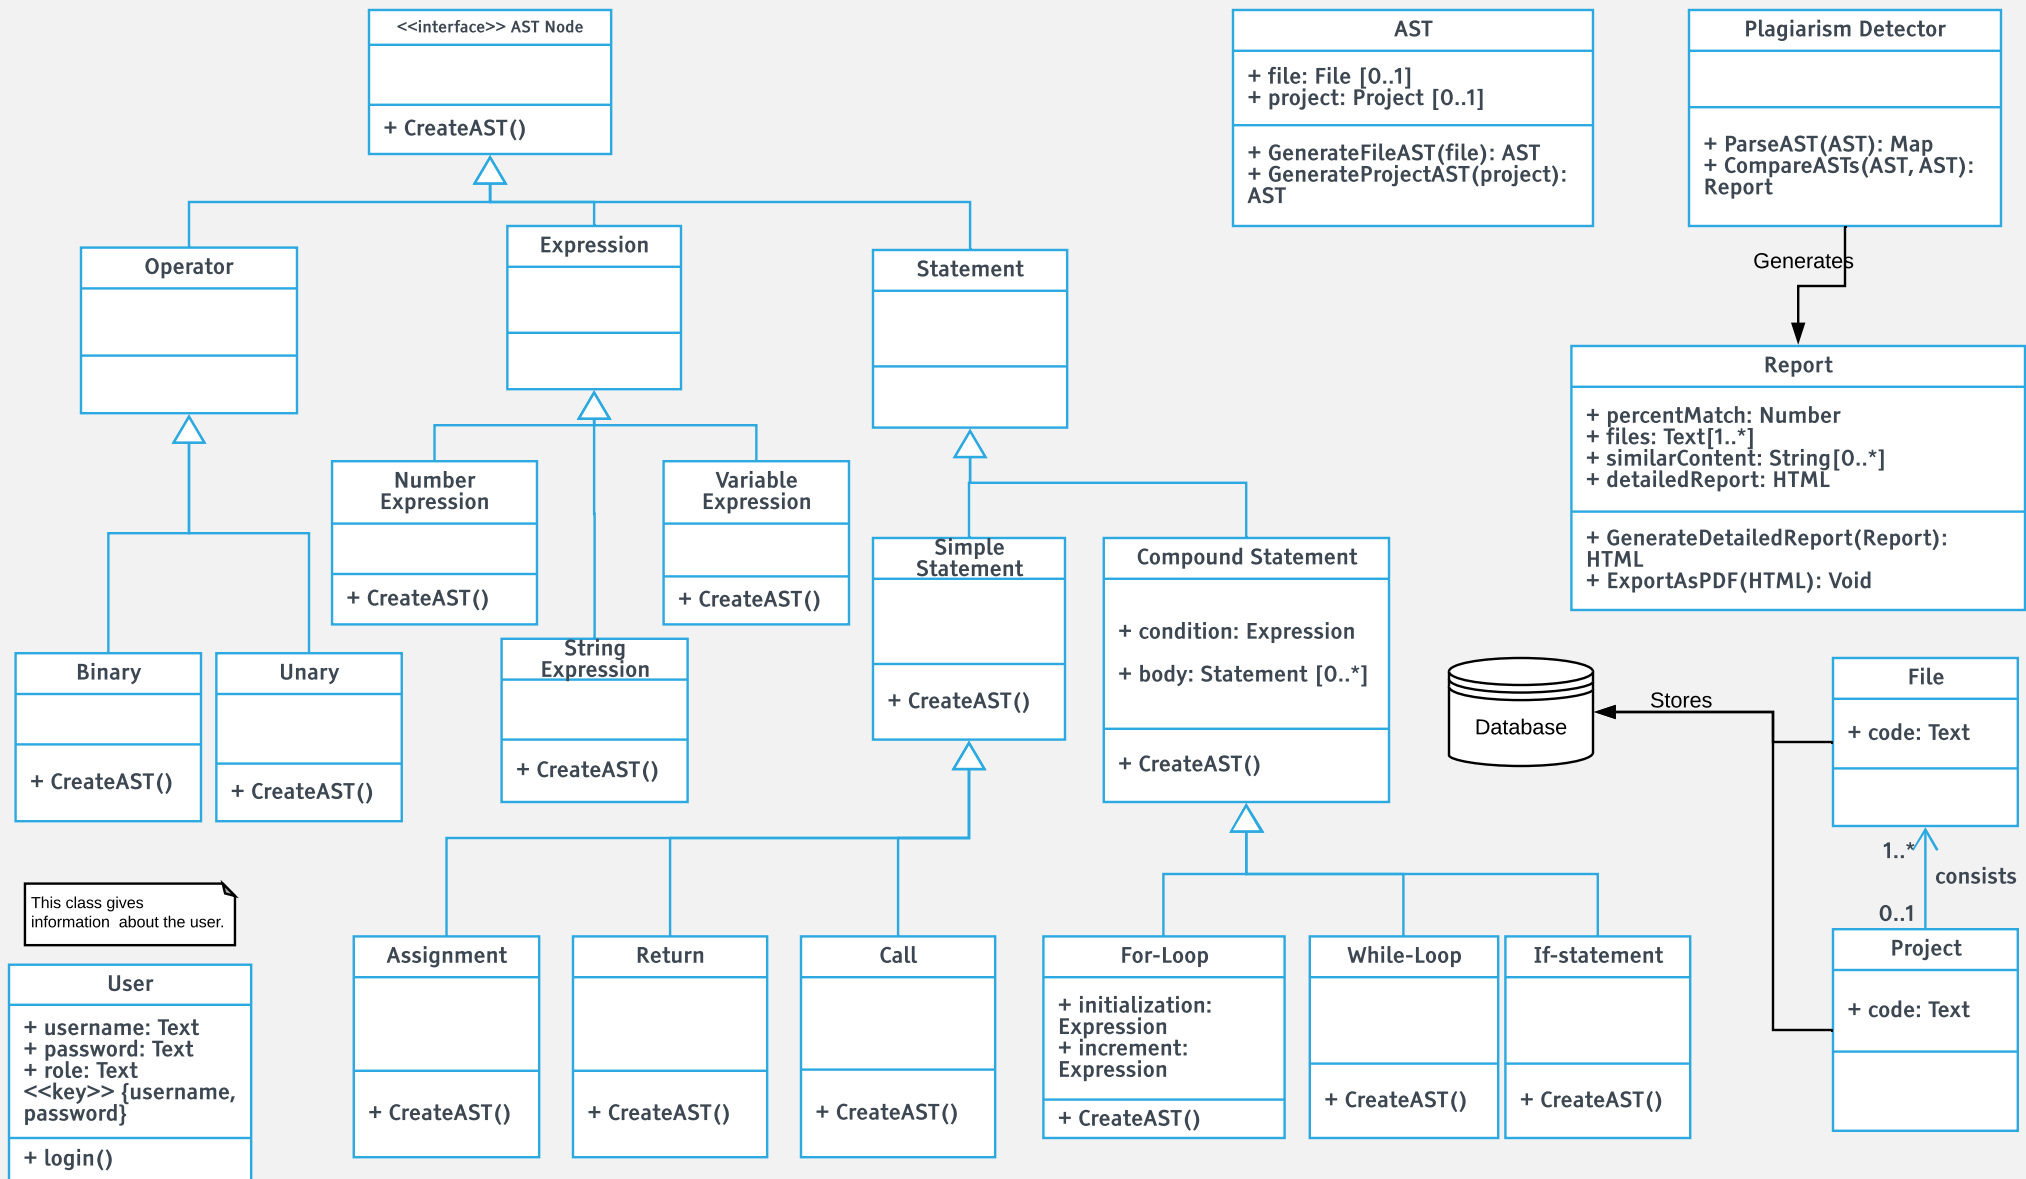 <<interface>> AST Node
+ CreateAST()
AST
+ file: File [0..1]
+ project: Project [0..1]
+ GenerateFileAST(file): AST
+ GenerateProjectAST(project):
AST
Plagiarism Detector
+ ParseAST(AST): Map
+ CompareASTs(AST, AST):
Report
Generates
Operator
Expression
Statement
Report
+ percentMatch: Number
+ files: Text[1..*]
+ similarContent: String[0..*]
+ detailedReport: HTML
+ GenerateDetailedReport(Report):
HTML
+ ExportAsPDF(HTML): Void
Number
Expression
+ CreateAST()
Variable
Expression
+ CreateAST()
String
Expression
+ CreateAST()
Simple
Statement
+ CreateAST()
Compound Statement
+ condition: Expression
+ body: Statement [0..*]
+ CreateAST()
Binary
+ CreateAST()
Unary
+ CreateAST()
Database
Stores
File
+ code: Text
1..*
consists
0..1
Project
+ code: Text
This class gives
information  about the user.
User
+ username: Text
+ password: Text
+ role: Text
<<key>> {username,
password}
+ login()
Assignment
+ CreateAST()
Return
+ CreateAST()
Call
+ CreateAST()
For-Loop
+ initialization:
Expression
+ increment:
Expression
+ CreateAST()
While-Loop
+ CreateAST()
If-statement
+ CreateAST()